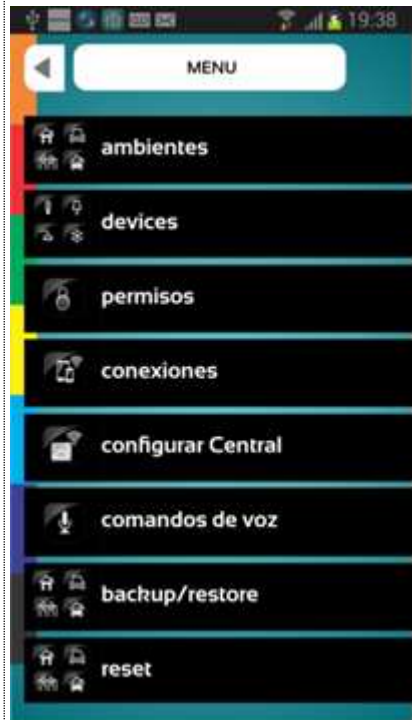 19:38
MENU
ambientes
devices
permisos
conexiones
configurar Central
comandos de voz
backup/restore
reset